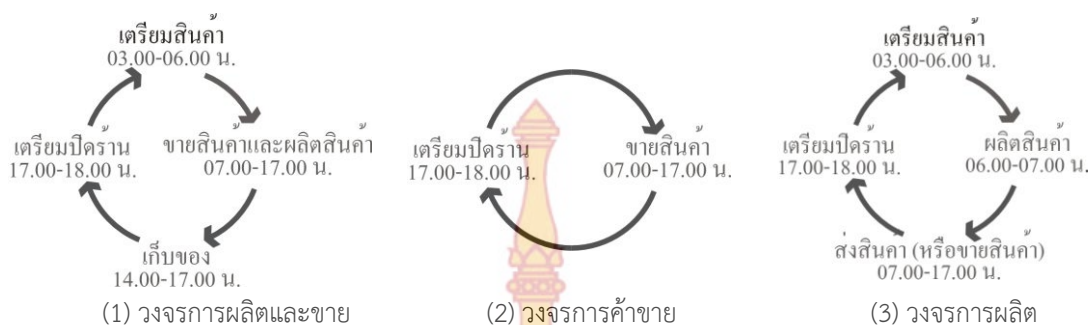 เตรียมสินค้า
03.00-06.00 น.
ขายสินค้าและผลิตสินค้า
07.00-17.00 น.
เก็บของ
14.00-17.00 น.
เตรียมปิดร้าน
17.00-18.00 น.
(1) วงจรการผลิตและขาย
เตรียมปิดร้าน
17.00-18.00 น.
ขายสินค้า
07.00-17.00 น.
(2) วงจรการค้าขาย
เตรียมสินค้า
03.00-06.00 น.
ผลิตสินค้า
06.00-07.00 น.
ส่งสินค้า (หรือขายสินค้า)
07.00-17.00 น.
เตรียมปิดร้าน
17.00-18.00 น.
(3) วงจรการผลิต